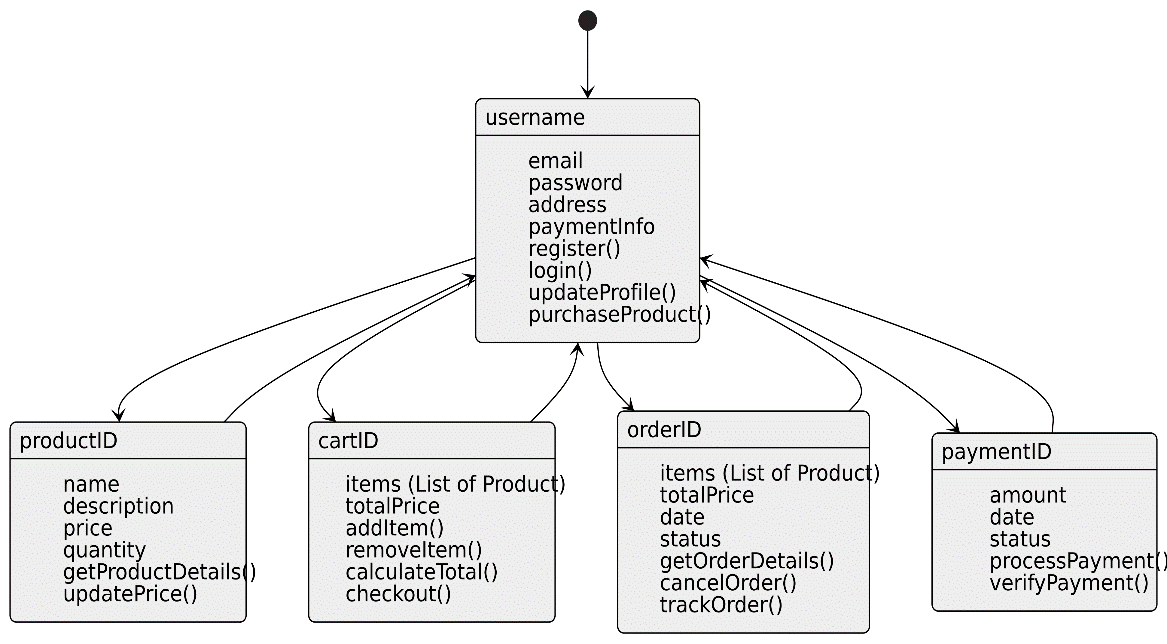 username
email
password
address
paymentInfo
register()
login()
updateProfile()
purchaseProduct()
productID
name
description
price
quantity
getProductDetails()
updatePrice()
cartID
items (List of Product)
totalPrice
addItem()
removeItem()
calculateTotal()
checkout()
orderID
items (List of Product)
totalPrice
date
status
getOrderDetails()
cancelOrder()
trackOrder()
paymentID
amount
date
status
processPayment()
verifyPayment()